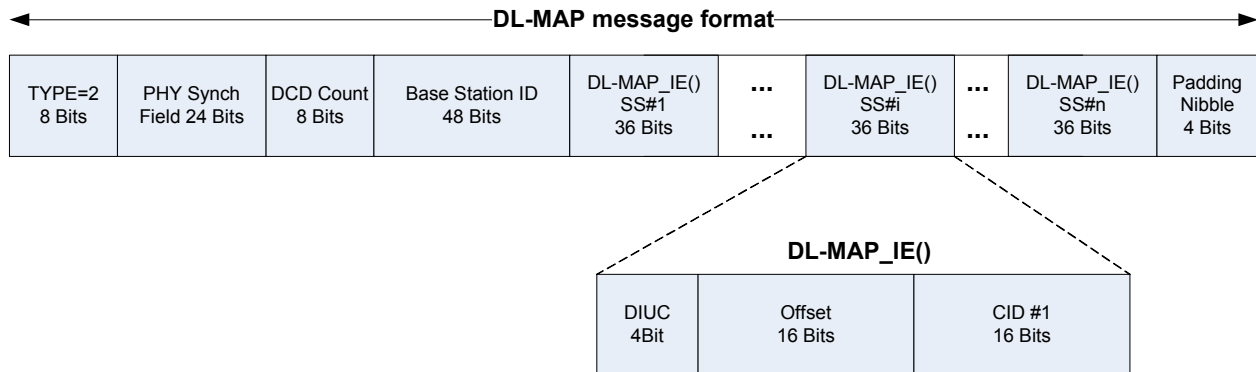 DL-MAP message format
TYPE=2
8 Bits
PHY Synch
Field 24 Bits
DCD Count
8 Bits
Base Station ID
48 Bits
DL-MAP_IE()
SS#1
36 Bits
...
...
DL-MAP_IE()
SS#i
36 Bits
...
...
DL-MAP_IE()
SS#n
36 Bits
Padding
Nibble
4 Bits
DL-MAP_IE()
DIUC
4Bit
Offset
16 Bits
CID #1
16 Bits